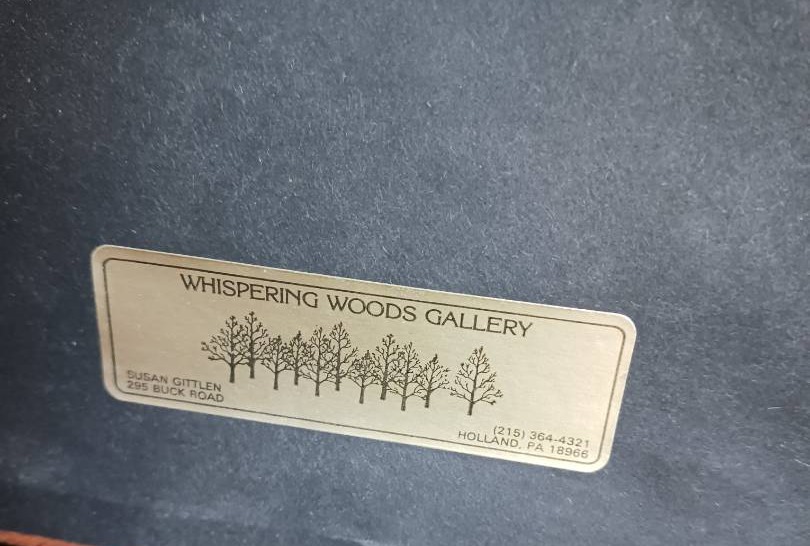 WHISPERING WOODS GALLERY
SUSAN GITTLEN
295 BUCK ROAD
(215) 364-4321
HOLLAND, PA 18966